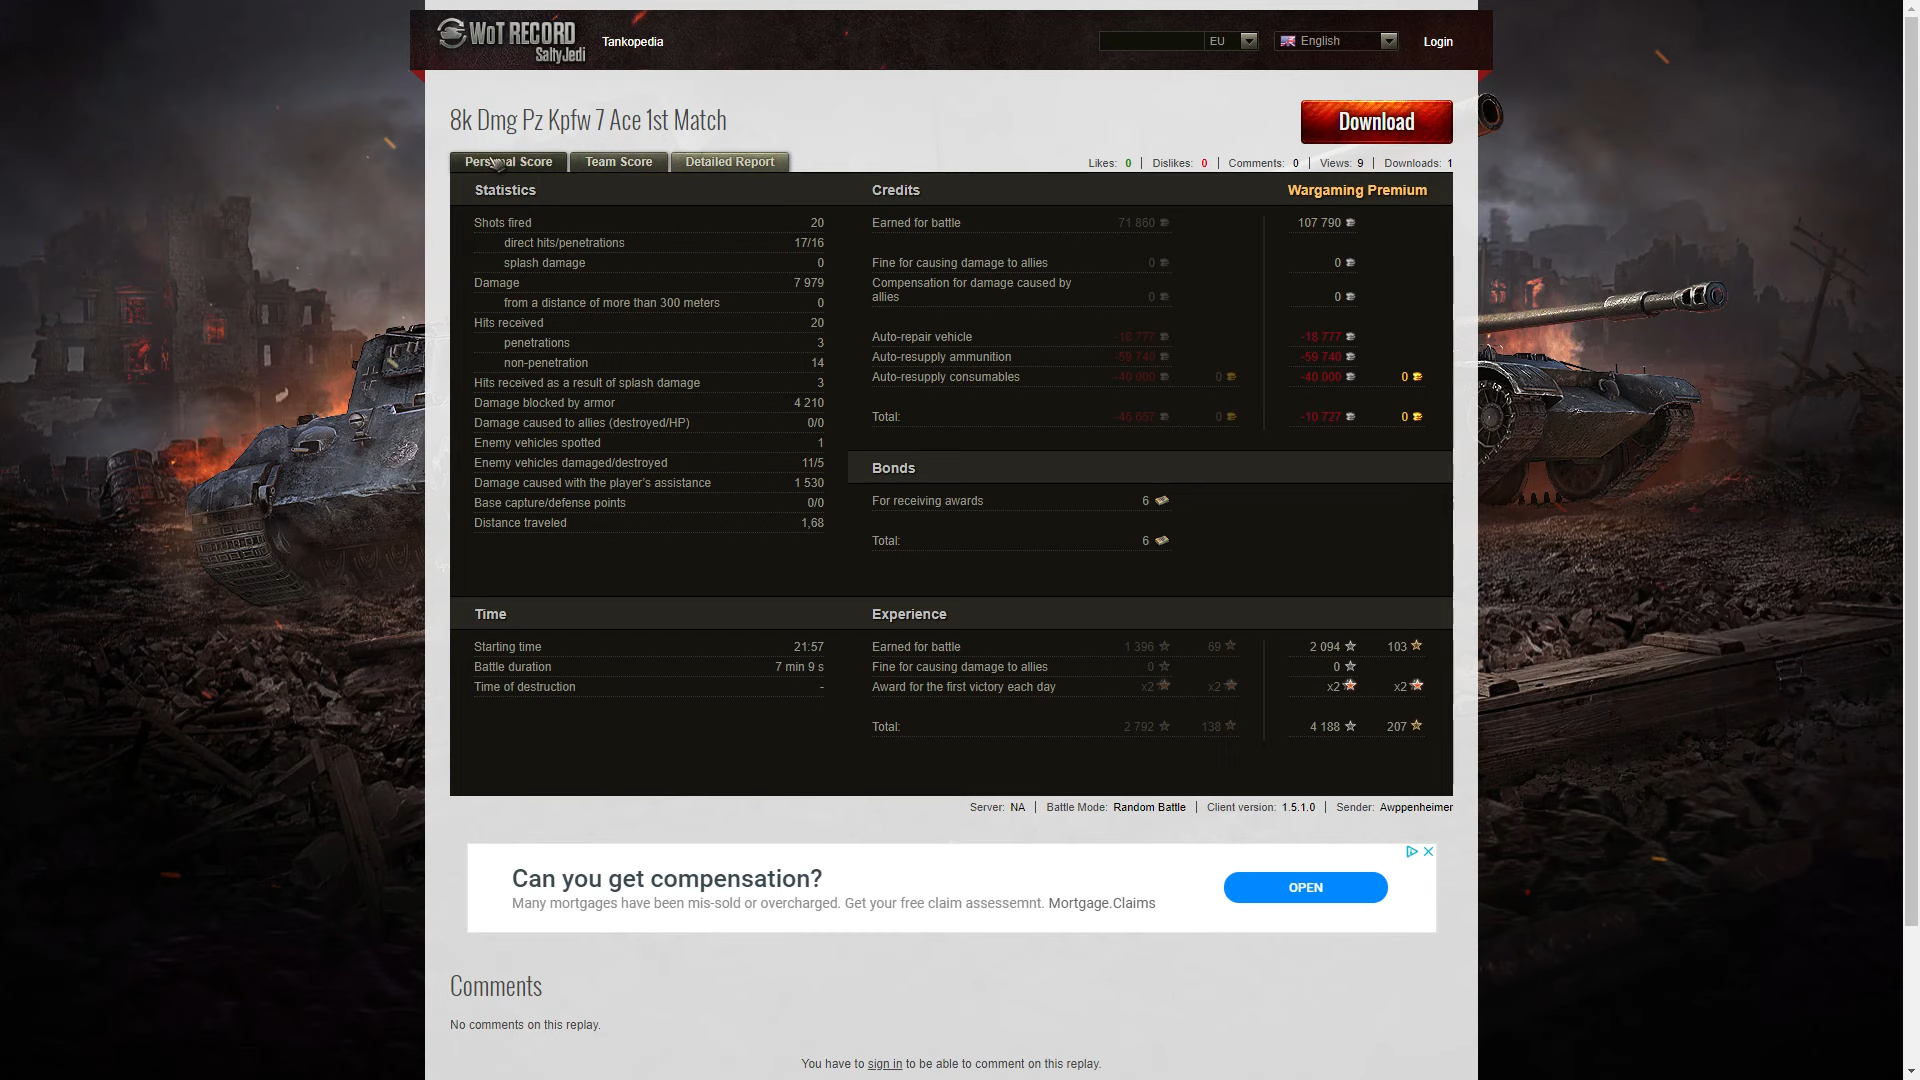 WoT RECORD
SaltyJedi
Tankopedia
EU
English
Login
8k Dmg Pz Kpfw 7 Ace 1st Match
Download
Personal Score
Team Score
Detailed Report
Likes: 0 | Dislikes: 0 | Comments: 0 | Views: 9 | Downloads: 1
Statistics
Shots fired 20
direct hits/penetrations 17/16
splash damage 0
Damage 7 979
from a distance of more than 300 meters 0
Hits received 20
penetrations 3
non-penetration 14
Hits received as a result of splash damage 3
Damage blocked by armor 4 210
Damage caused to allies (destroyed/HP) 0/0
Enemy vehicles spotted 1
Enemy vehicles damaged/destroyed 11/5
Damage caused with the player's assistance 1 530
Base capture/defense points 0/0
Distance traveled 1,68
Credits Wargaming Premium
Earned for battle 71 860 107 790
Fine for causing damage to allies 0 0
Compensation for damage caused by
allies 0 0
Auto-repair vehicle -18 777 -18 777
Auto-resupply ammunition -59 740 -59 740
Auto-resupply consumables -40 000 0 -40 000 0
Total: -46 657 0 -10 727 0
Bonds
For receiving awards 6
Total: 6
Time
Starting time 21:57
Battle duration 7 min 9 s
Time of destruction -
Experience
Earned for battle 1 396 69 2 094 103
Fine for causing damage to allies 0 0
Award for the first victory each day x2 x2 x2 x2
Total: 2 792 138 4 188 207
Server: NA | Battle Mode: Random Battle | Client version: 1.5.1.0 | Sender: Awppenheimer
Can you get compensation?
Many mortgages have been mis-sold or overcharged. Get your free claim assessemnt. Mortgage.Claims
OPEN
Comments
No comments on this replay.
You have to sign in to be able to comment on this replay.